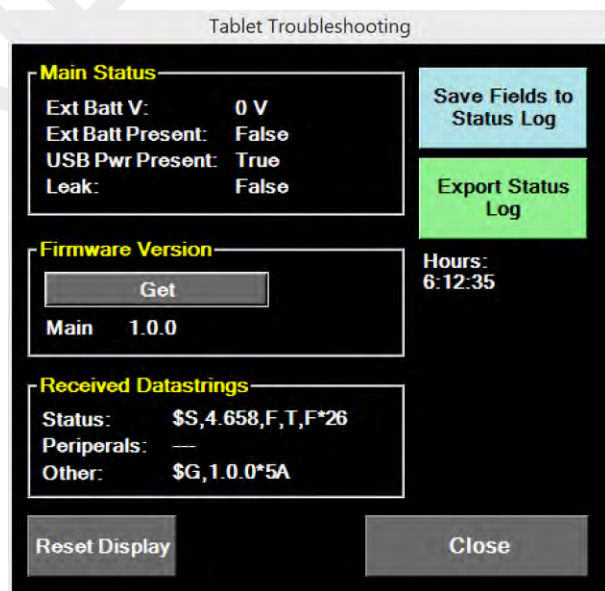 Tablet Troubleshooting
Main Status
Ext Batt V: 0 V
Ext Batt Present: False
USB Pwr Present: True
Leak: False
Save Fields to
Status Log
Export Status
Log
Hours:
6:12:35
Firmware Version
Get
Main 1.0.0
Received Datastrings
Status: $S,4.658,F,T,F*26
Periperals: ---
Other: $G,1.0.0*5A
Reset Display
Close